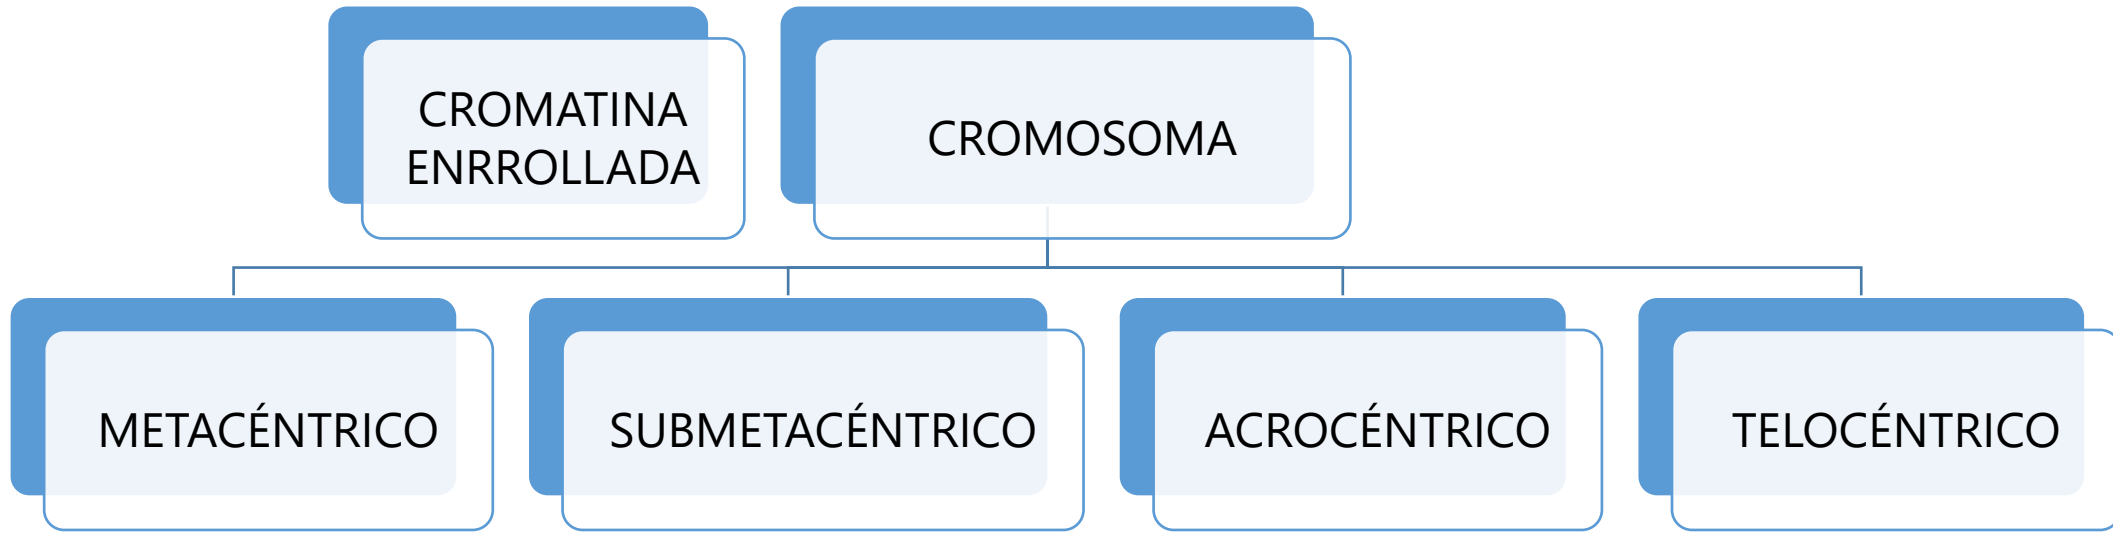 CROMATINA
ENRROLLADA
CROMOSOMA
METACÉNTRICO
SUBMETACÉNTRICO
ACROCÉNTRICO
TELOCÉNTRICO